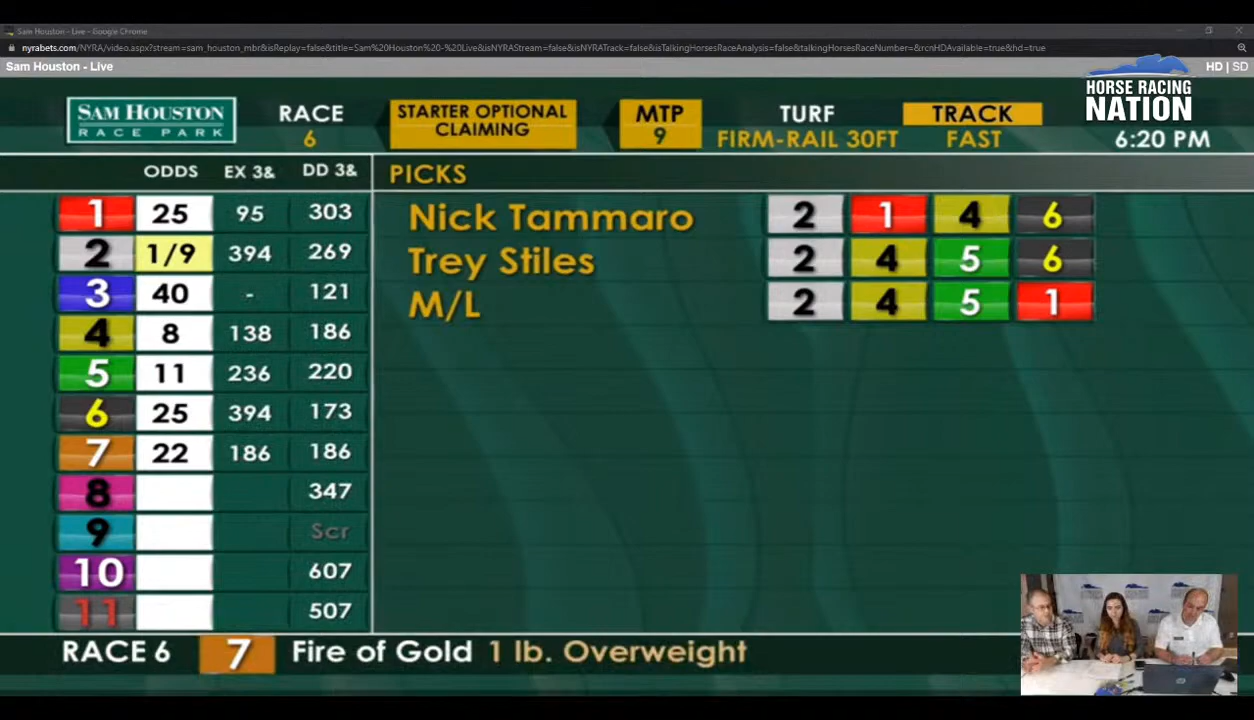 Sam Houston - Live - Google Chrome
nyrabets.com/NYRA/video.aspx?stream=sam_houston_mbr&isReplay=false&title=Sam%20Houston%20-%20Live&isNYRAStream=false&isNYRATrack=false&isTalkingHorsesRaceAnalysis=false&talkingHorsesRaceNumber=&rcnHDAvailable=true&hd=true
Sam Houston - Live
HD | SD
HORSE RACING
NATION
SAM HOUSTON
RACE PARK
RACE
6
STARTER OPTIONAL
CLAIMING
MTP
9
TURF
FIRM-RAIL 30FT
TRACK
FAST
6:20 PM
ODDS EX 3& DD 3&
1 25 95 303
2 1/9 394 269
3 40 - 121
4 8 138 186
5 11 236 220
6 25 394 173
7 22 186 186
8 347
9 Scr
10 607
11 507
PICKS
Nick Tammaro 2 1 4 6
Trey Stiles 2 4 5 6
M/L 2 4 5 1
RACE 6 7 Fire of Gold 1 lb. Overweight